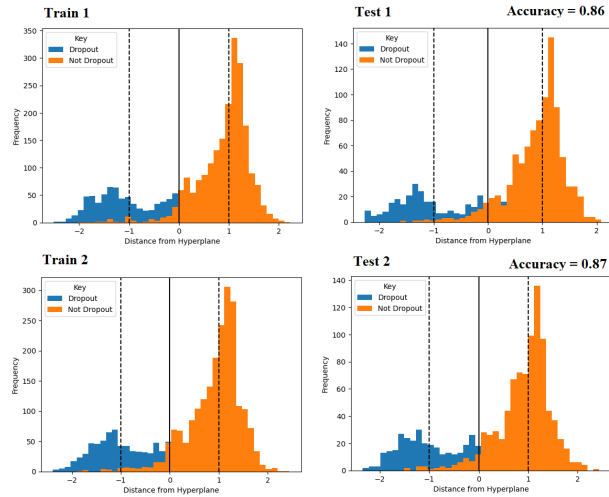 Train 1
Key
Dropout
Not Dropout
Frequency
350
300
250
200
150
100
50
0
−2
−1
0
1
2
Distance from Hyperplane
Test 1
Accuracy = 0.86
Key
Dropout
Not Dropout
Frequency
140
120
100
80
60
40
20
0
−2
−1
0
1
2
Distance from Hyperplane
Train 2
Key
Dropout
Not Dropout
Frequency
300
250
200
150
100
50
0
−2
−1
0
1
2
Distance from Hyperplane
Test 2
Accuracy = 0.87
Key
Dropout
Not Dropout
Frequency
140
120
100
80
60
40
20
0
−2
−1
0
1
2
Distance from Hyperplane